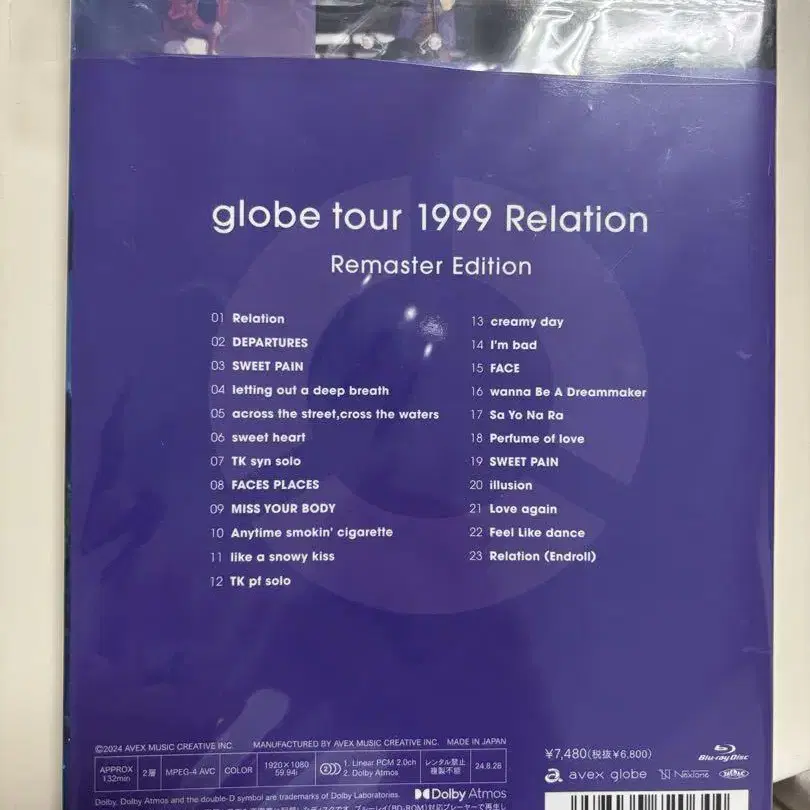 globe tour 1999 Relation
Remaster Edition
01 Relation
02 DEPARTURES
03 SWEET PAIN
04 letting out a deep breath
05 across the street,cross the waters
06 sweet heart
07 TK syn solo
08 FACES PLACES
09 MISS YOUR BODY
10 Anytime smokin' cigarette
11 like a snowy kiss
12 TK pf solo
13 creamy day
14 I'm bad
15 FACE
16 wanna Be A Dreammaker
17 Sa Yo Na Ra
18 Perfume of love
19 SWEET PAIN
20 illusion
21 Love again
22 Feel Like dance
23 Relation (Endroll)
©2024 AVEX MUSIC CREATIVE INC. MANUFACTURED BY AVEX MUSIC CREATIVE INC. MADE IN JAPAN
APPROX 132min
2層
MPEG-4 AVC
COLOR
1920×1080 59.94i
1. Linear PCM 2.0ch
2. Dolby Atmos
レンタル禁止
複製不能
24.8.28
Dolby, Dolby Atmos and the double-D symbol are trademarks of Dolby Laboratories.
Dolby Atmos
¥7,480(税抜¥6,800)
Blu-ray Disc
avex globe NexTone